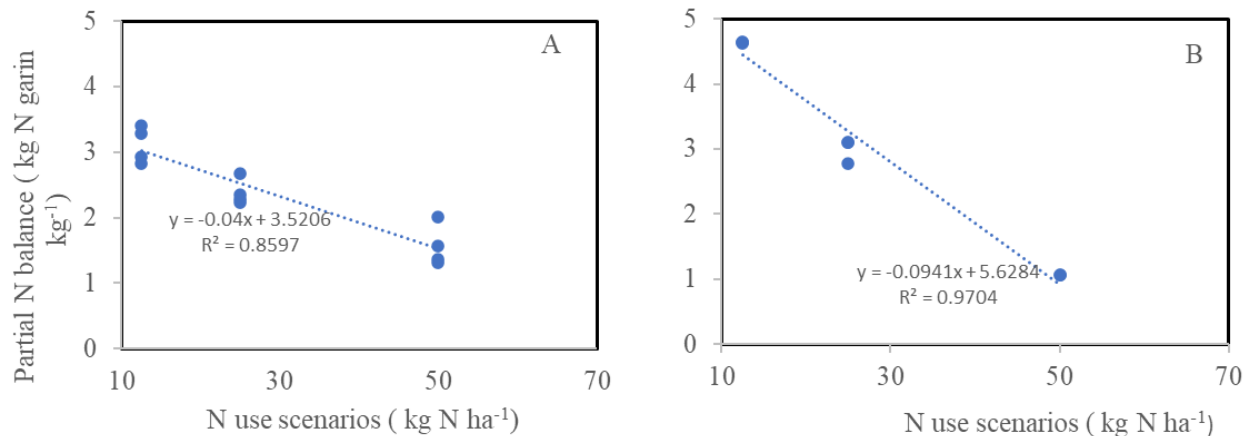 Partial N balance ( kg N garin
kg-1)
5
4
3
2
1
0
A
y = -0.04x + 3.5206
R² = 0.8597
10 30 50 70
N use scenarios ( kg N ha-1)
5
4
3
2
1
0
B
y = -0.0941x + 5.6284
R² = 0.9704
10 30 50 70
N use scenarios ( kg N ha-1)